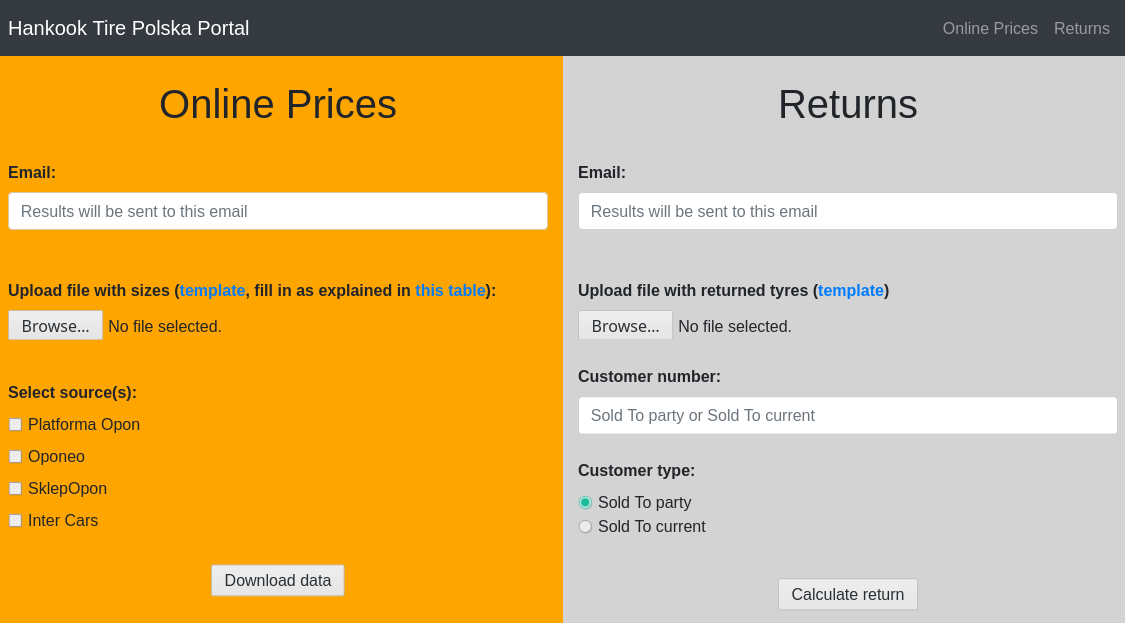 Hankook Tire Polska Portal
Online Prices Returns
Online Prices
Email:
Results will be sent to this email
Upload file with sizes (template, fill in as explained in this table):
Browse... No file selected.
Select source(s):
Platforma Opon
Oponeo
SklepOpon
Inter Cars
Download data
Returns
Email:
Results will be sent to this email
Upload file with returned tyres (template)
Browse... No file selected.
Customer number:
Sold To party or Sold To current
Customer type:
Sold To party
Sold To current
Calculate return